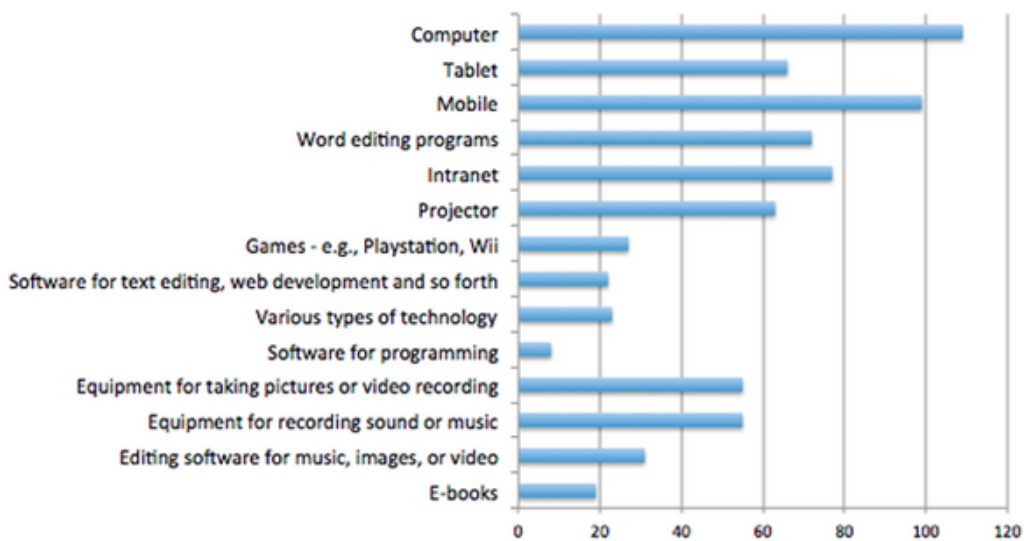 Computer
Tablet
Mobile
Word editing programs
Intranet
Projector
Games - e.g., Playstation, Wii
Software for text editing, web development and so forth
Various types of technology
Software for programming
Equipment for taking pictures or video recording
Equipment for recording sound or music
Editing software for music, images, or video
E-books
0 20 40 60 80 100 120